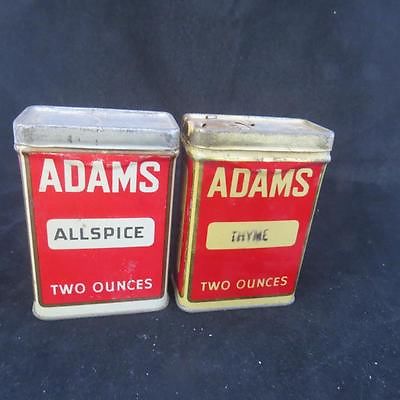 ADAMS
ALLSPICE
TWO OUNCES
ADAMS
THYME
TWO OUNCES